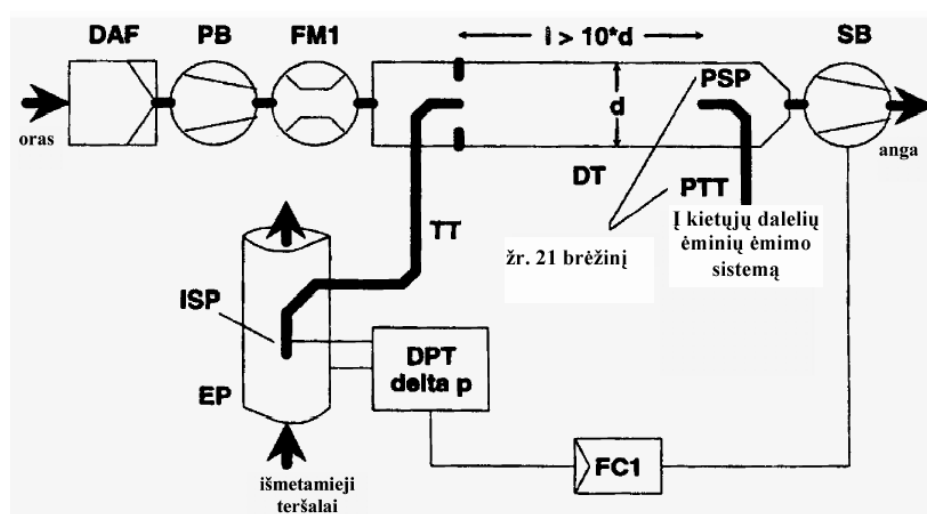 DAF
PB
FM1
l > 10*d
SB
oras
d
PSP
anga
DT
PTT
TT
Į kietųjų dalelių
ėminių ėmimo
sistemą
žr. 21 brėžinį
ISP
DPT
delta p
EP
FC1
išmetamieji
teršalai